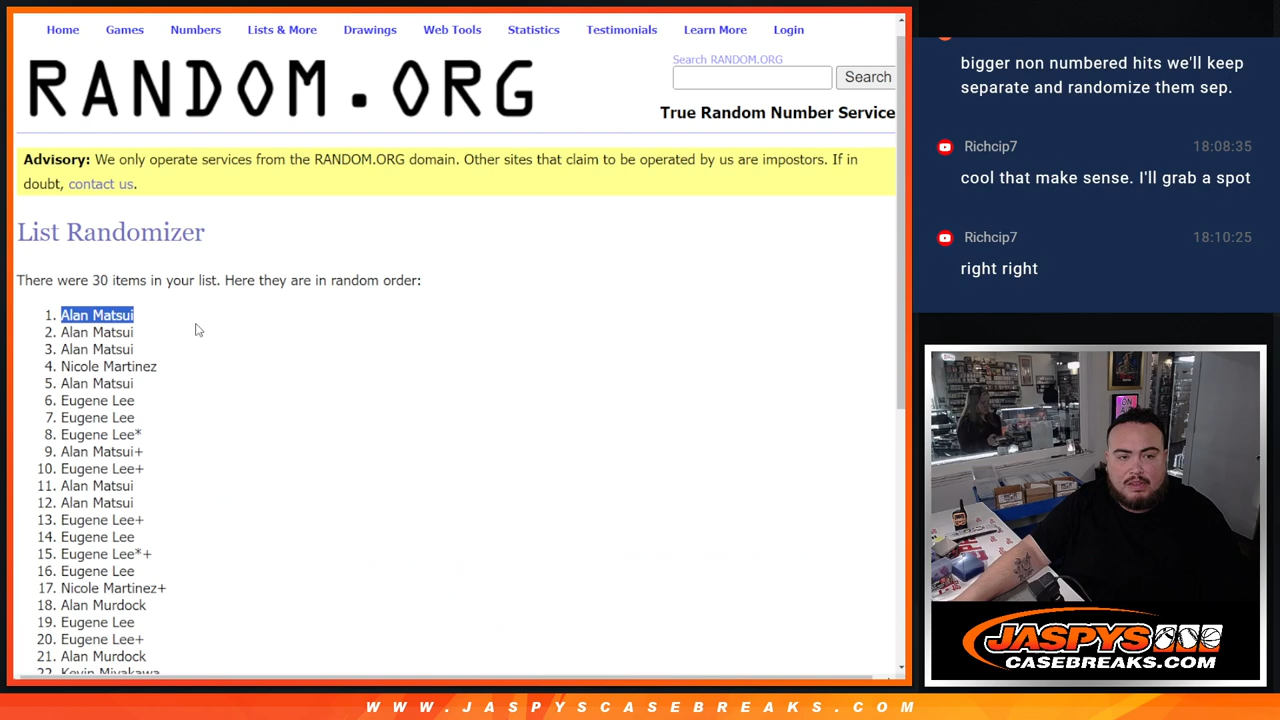 Home Games Numbers Lists & More Drawings Web Tools Statistics Testimonials Learn More Login
RANDOM.ORG
Search RANDOM.ORG
Search
True Random Number Service
Advisory: We only operate services from the RANDOM.ORG domain. Other sites that claim to be operated by us are impostors. If in
doubt, contact us.
List Randomizer
There were 30 items in your list. Here they are in random order:
1. Alan Matsui
2. Alan Matsui
3. Alan Matsui
4. Nicole Martinez
5. Alan Matsui
6. Eugene Lee
7. Eugene Lee
8. Eugene Lee*
9. Alan Matsui+
10. Eugene Lee+
11. Alan Matsui
12. Alan Matsui
13. Eugene Lee+
14. Eugene Lee
15. Eugene Lee*+
16. Eugene Lee
17. Nicole Martinez+
18. Alan Murdock
19. Eugene Lee
20. Eugene Lee+
21. Alan Murdock
22. Kevin Miyakawa
bigger non numbered hits we'll keep
separate and randomize them sep.
Richcip7 18:08:35
cool that make sense. I'll grab a spot
Richcip7 18:10:25
right right
ON
JASPYS
CASEBREAKS.COM
WWW.JASPYSCASEBREAKS.COM